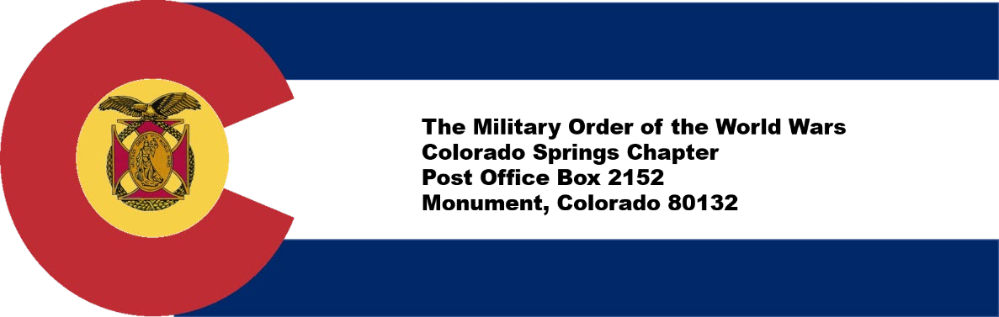 The Military Order of the World Wars
Colorado Springs Chapter
Post Office Box 2152
Monument, Colorado 80132